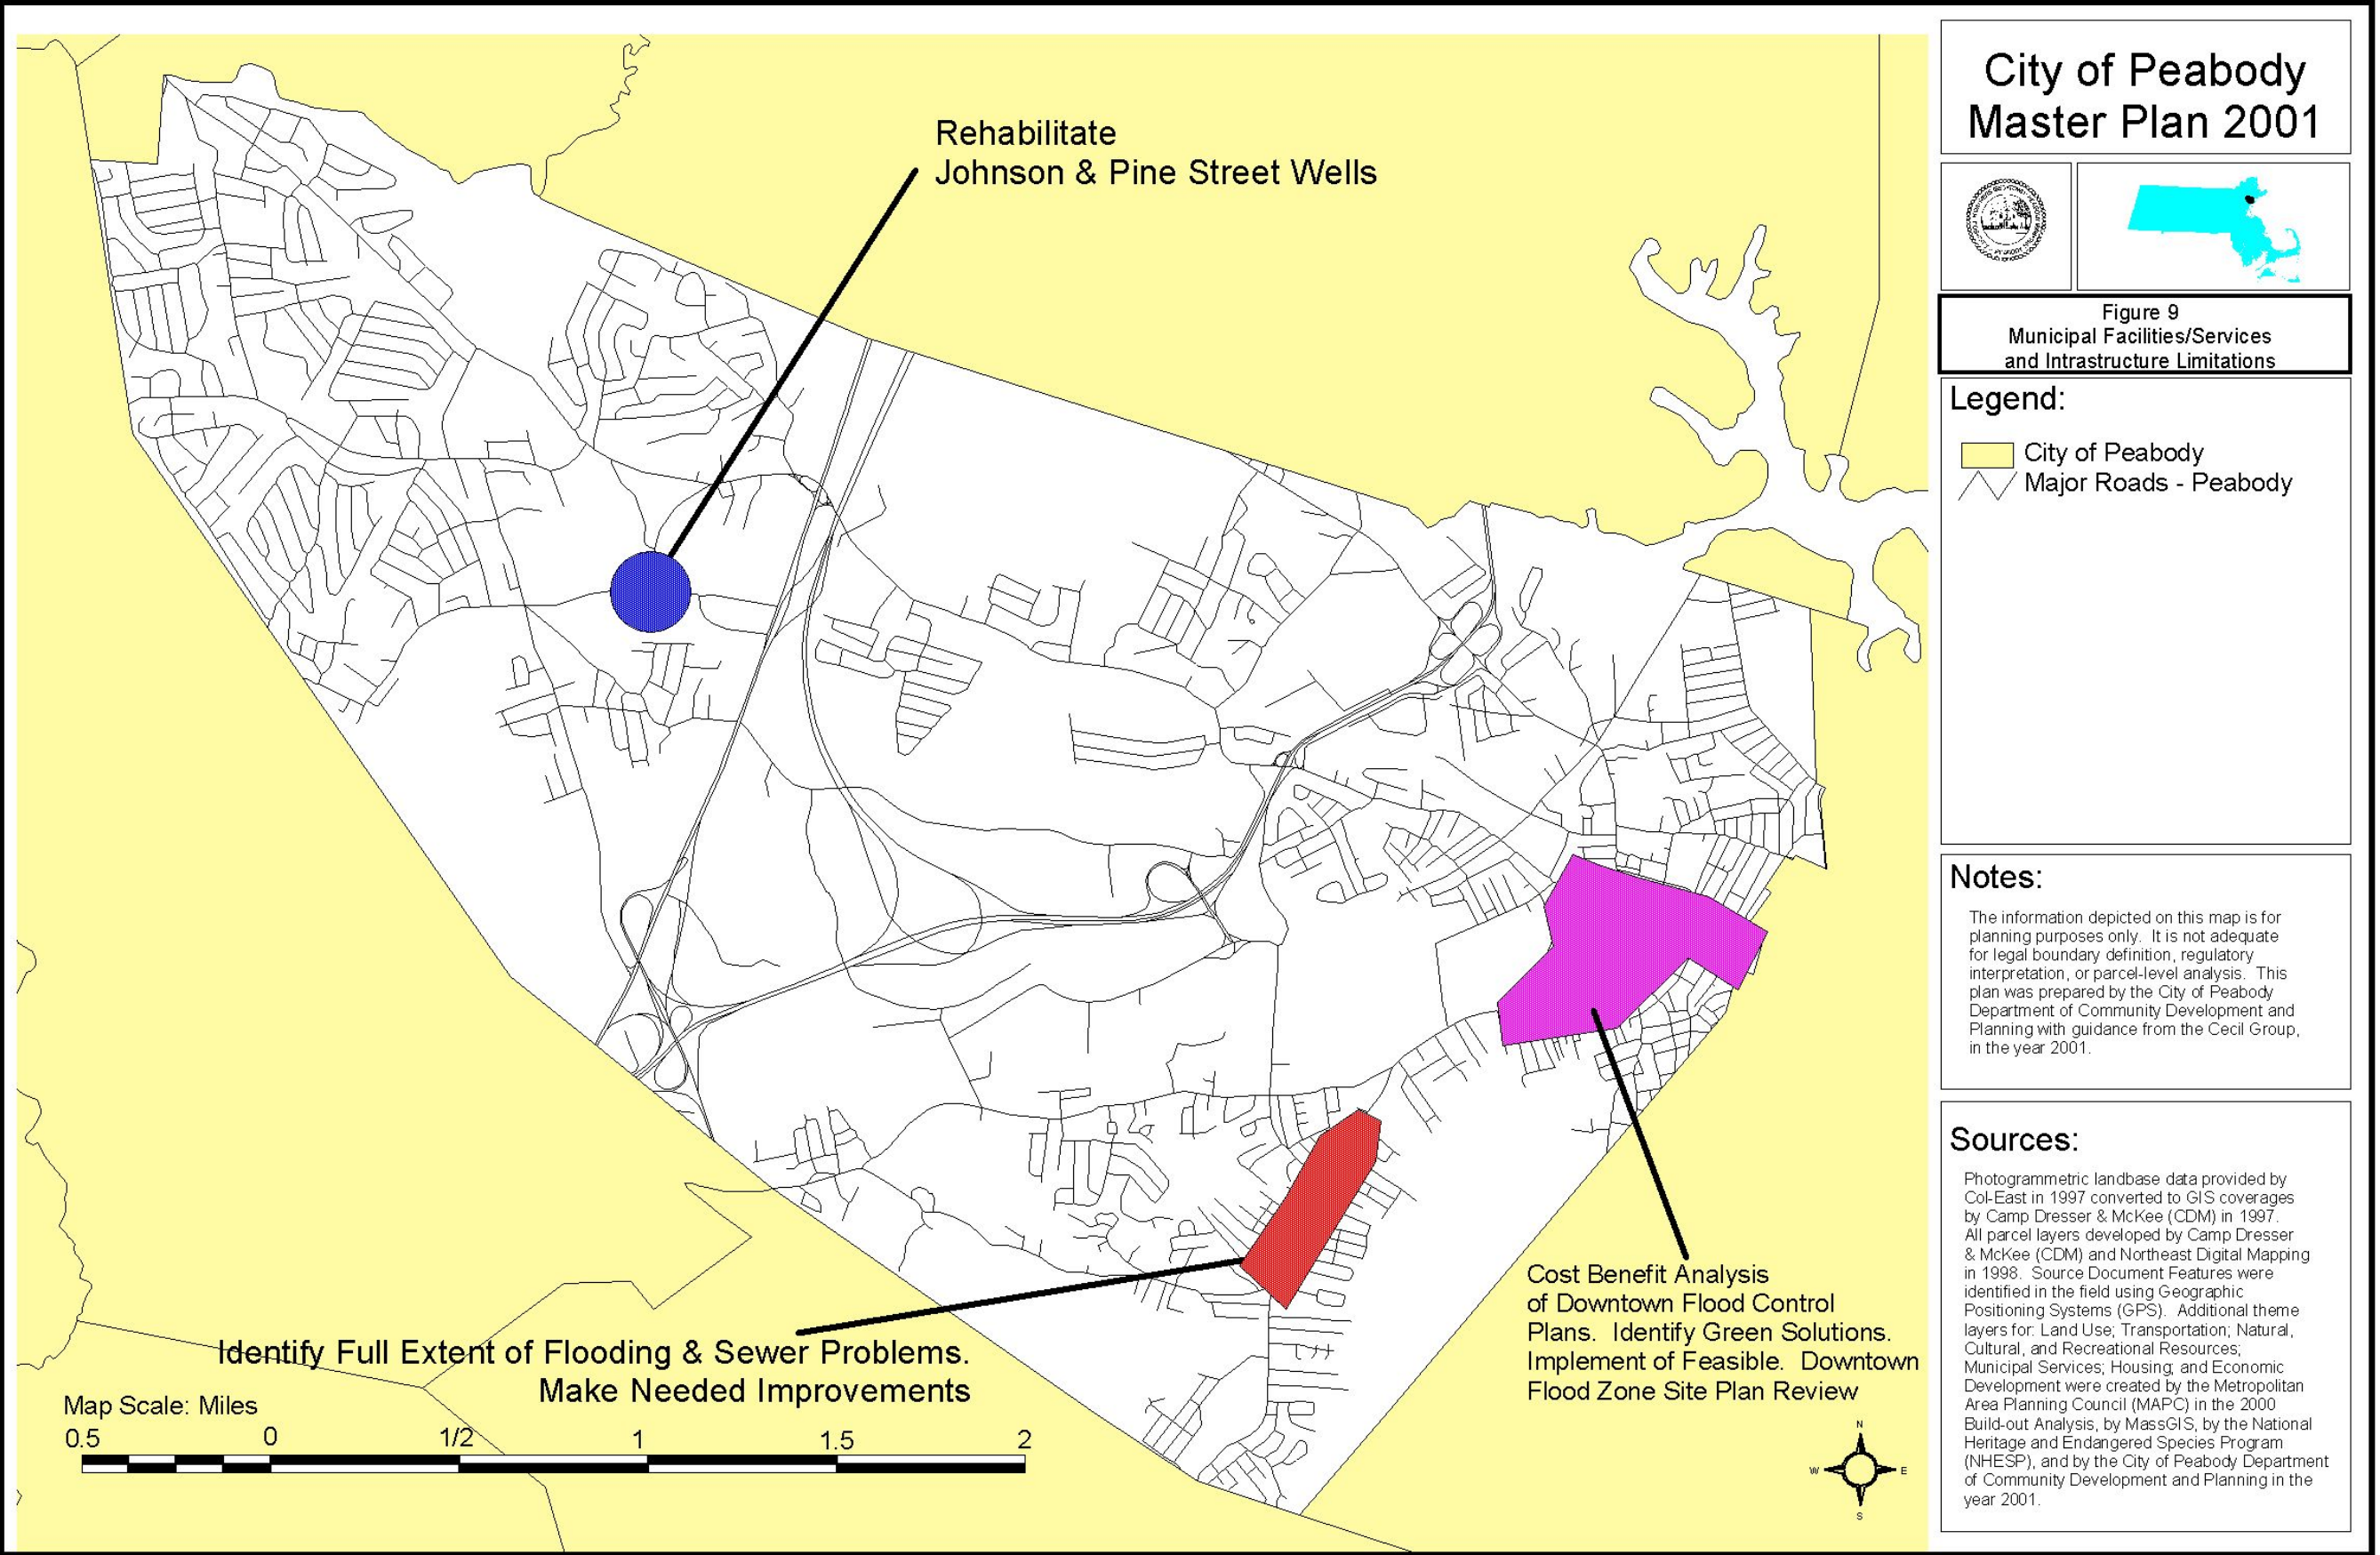 City of Peabody
Master Plan 2001
Figure 9
Municipal Facilities/Services
and Intrastructure Limitations
Legend:
City of Peabody
Major Roads - Peabody
Notes:
The information depicted on this map is for
planning purposes only. It is not adequate
for legal boundary definition, regulatory
interpretation, or parcel-level analysis. This
plan was prepared by the City of Peabody
Department of Community Development and
Planning with guidance from the Cecil Group,
in the year 2001.
Sources:
Photogrammetric landbase data provided by
Col-East in 1997 converted to GIS coverages
by Camp Dresser & McKee (CDM) in 1997.
All parcel layers developed by Camp Dresser
& McKee (CDM) and Northeast Digital Mapping
in 1998. Source Document Features were
identified in the field using Geographic
Positioning Systems (GPS). Additional theme
layers for: Land Use; Transportation; Natural,
Cultural, and Recreational Resources;
Municipal Services; Housing; and Economic
Development were created by the Metropolitan
Area Planning Council (MAPC) in the 2000
Build-out Analysis, by MassGIS, by the National
Heritage and Endangered Species Program
(NHESP), and by the City of Peabody Department
of Community Development and Planning in the
year 2001.
Rehabilitate
Johnson & Pine Street Wells
Cost Benefit Analysis
of Downtown Flood Control
Plans. Identify Green Solutions.
Implement of Feasible. Downtown
Flood Zone Site Plan Review
Identify Full Extent of Flooding & Sewer Problems.
Make Needed Improvements
Map Scale: Miles
0.5 0 1/2 1 1.5 2
N
W E
S